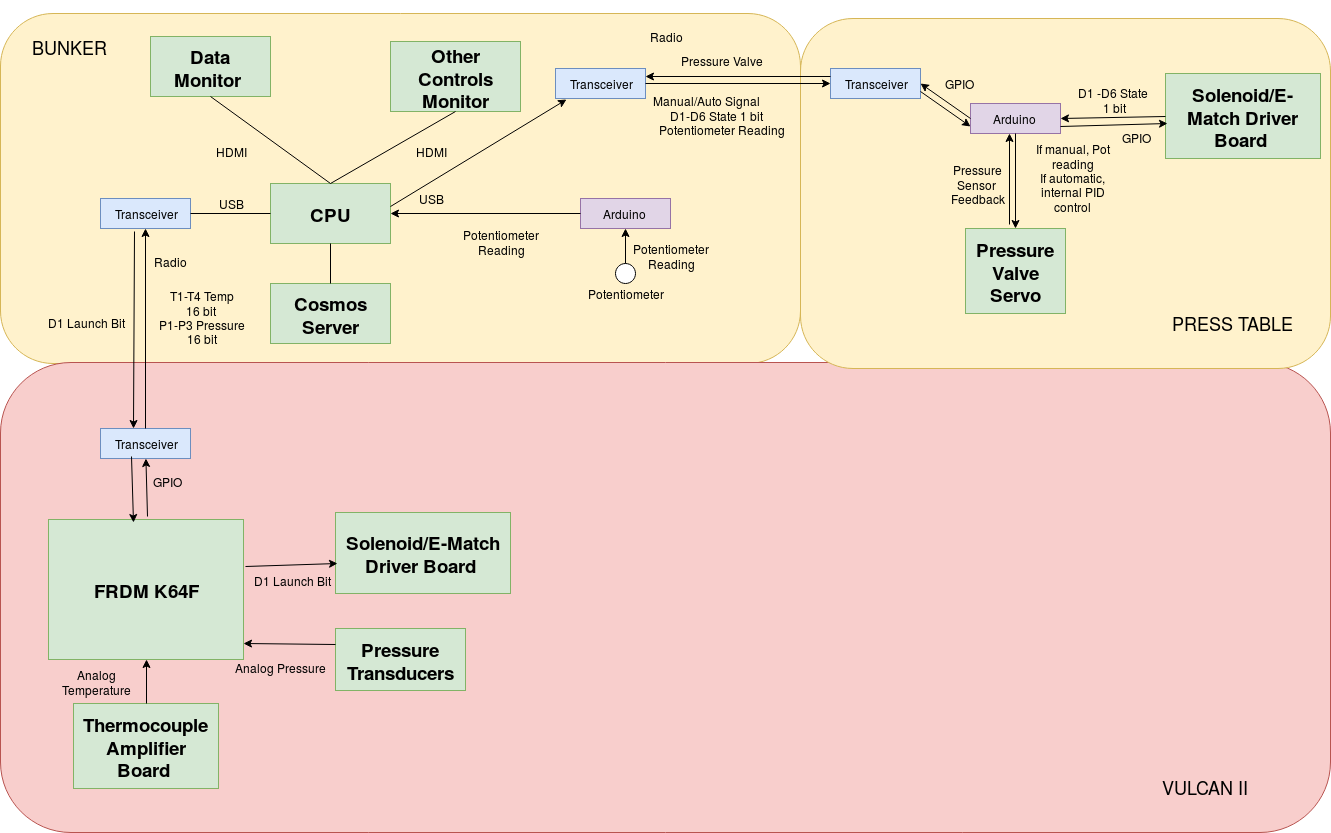 BUNKER
Data
Monitor
Other
Controls
Monitor
HDMI
HDMI
Transceiver
Radio
Pressure Valve
Manual/Auto Signal
D1-D6 State 1 bit
Potentiometer Reading
Transceiver
USB
CPU
USB
Arduino
Potentiometer
Reading
Potentiometer
Reading
Potentiometer
Cosmos
Server
Radio
T1-T4 Temp
16 bit
P1-P3 Pressure
16 bit
D1 Launch Bit
Transceiver
GPIO
Arduino
D1 -D6 State
1 bit
GPIO
Solenoid/E-
Match Driver
Board
Pressure
Sensor
Feedback
If manual, Pot
reading
If automatic,
internal PID
control
Pressure
Valve
Servo
PRESS TABLE
Transceiver
GPIO
FRDM K64F
D1 Launch Bit
Solenoid/E-Match
Driver Board
Analog Pressure
Pressure
Transducers
Analog
Temperature
Thermocouple
Amplifier
Board
VULCAN II